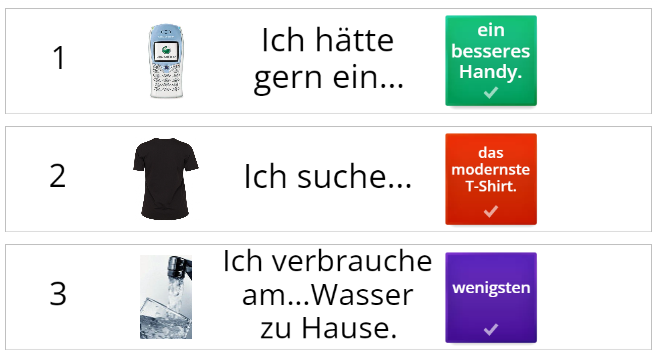 1
Ich hätte
gern ein...
ein
besseres
Handy.
2
Ich suche...
das
modernste
T-Shirt.
3
Ich verbrauche
am...Wasser
zu Hause.
wenigsten